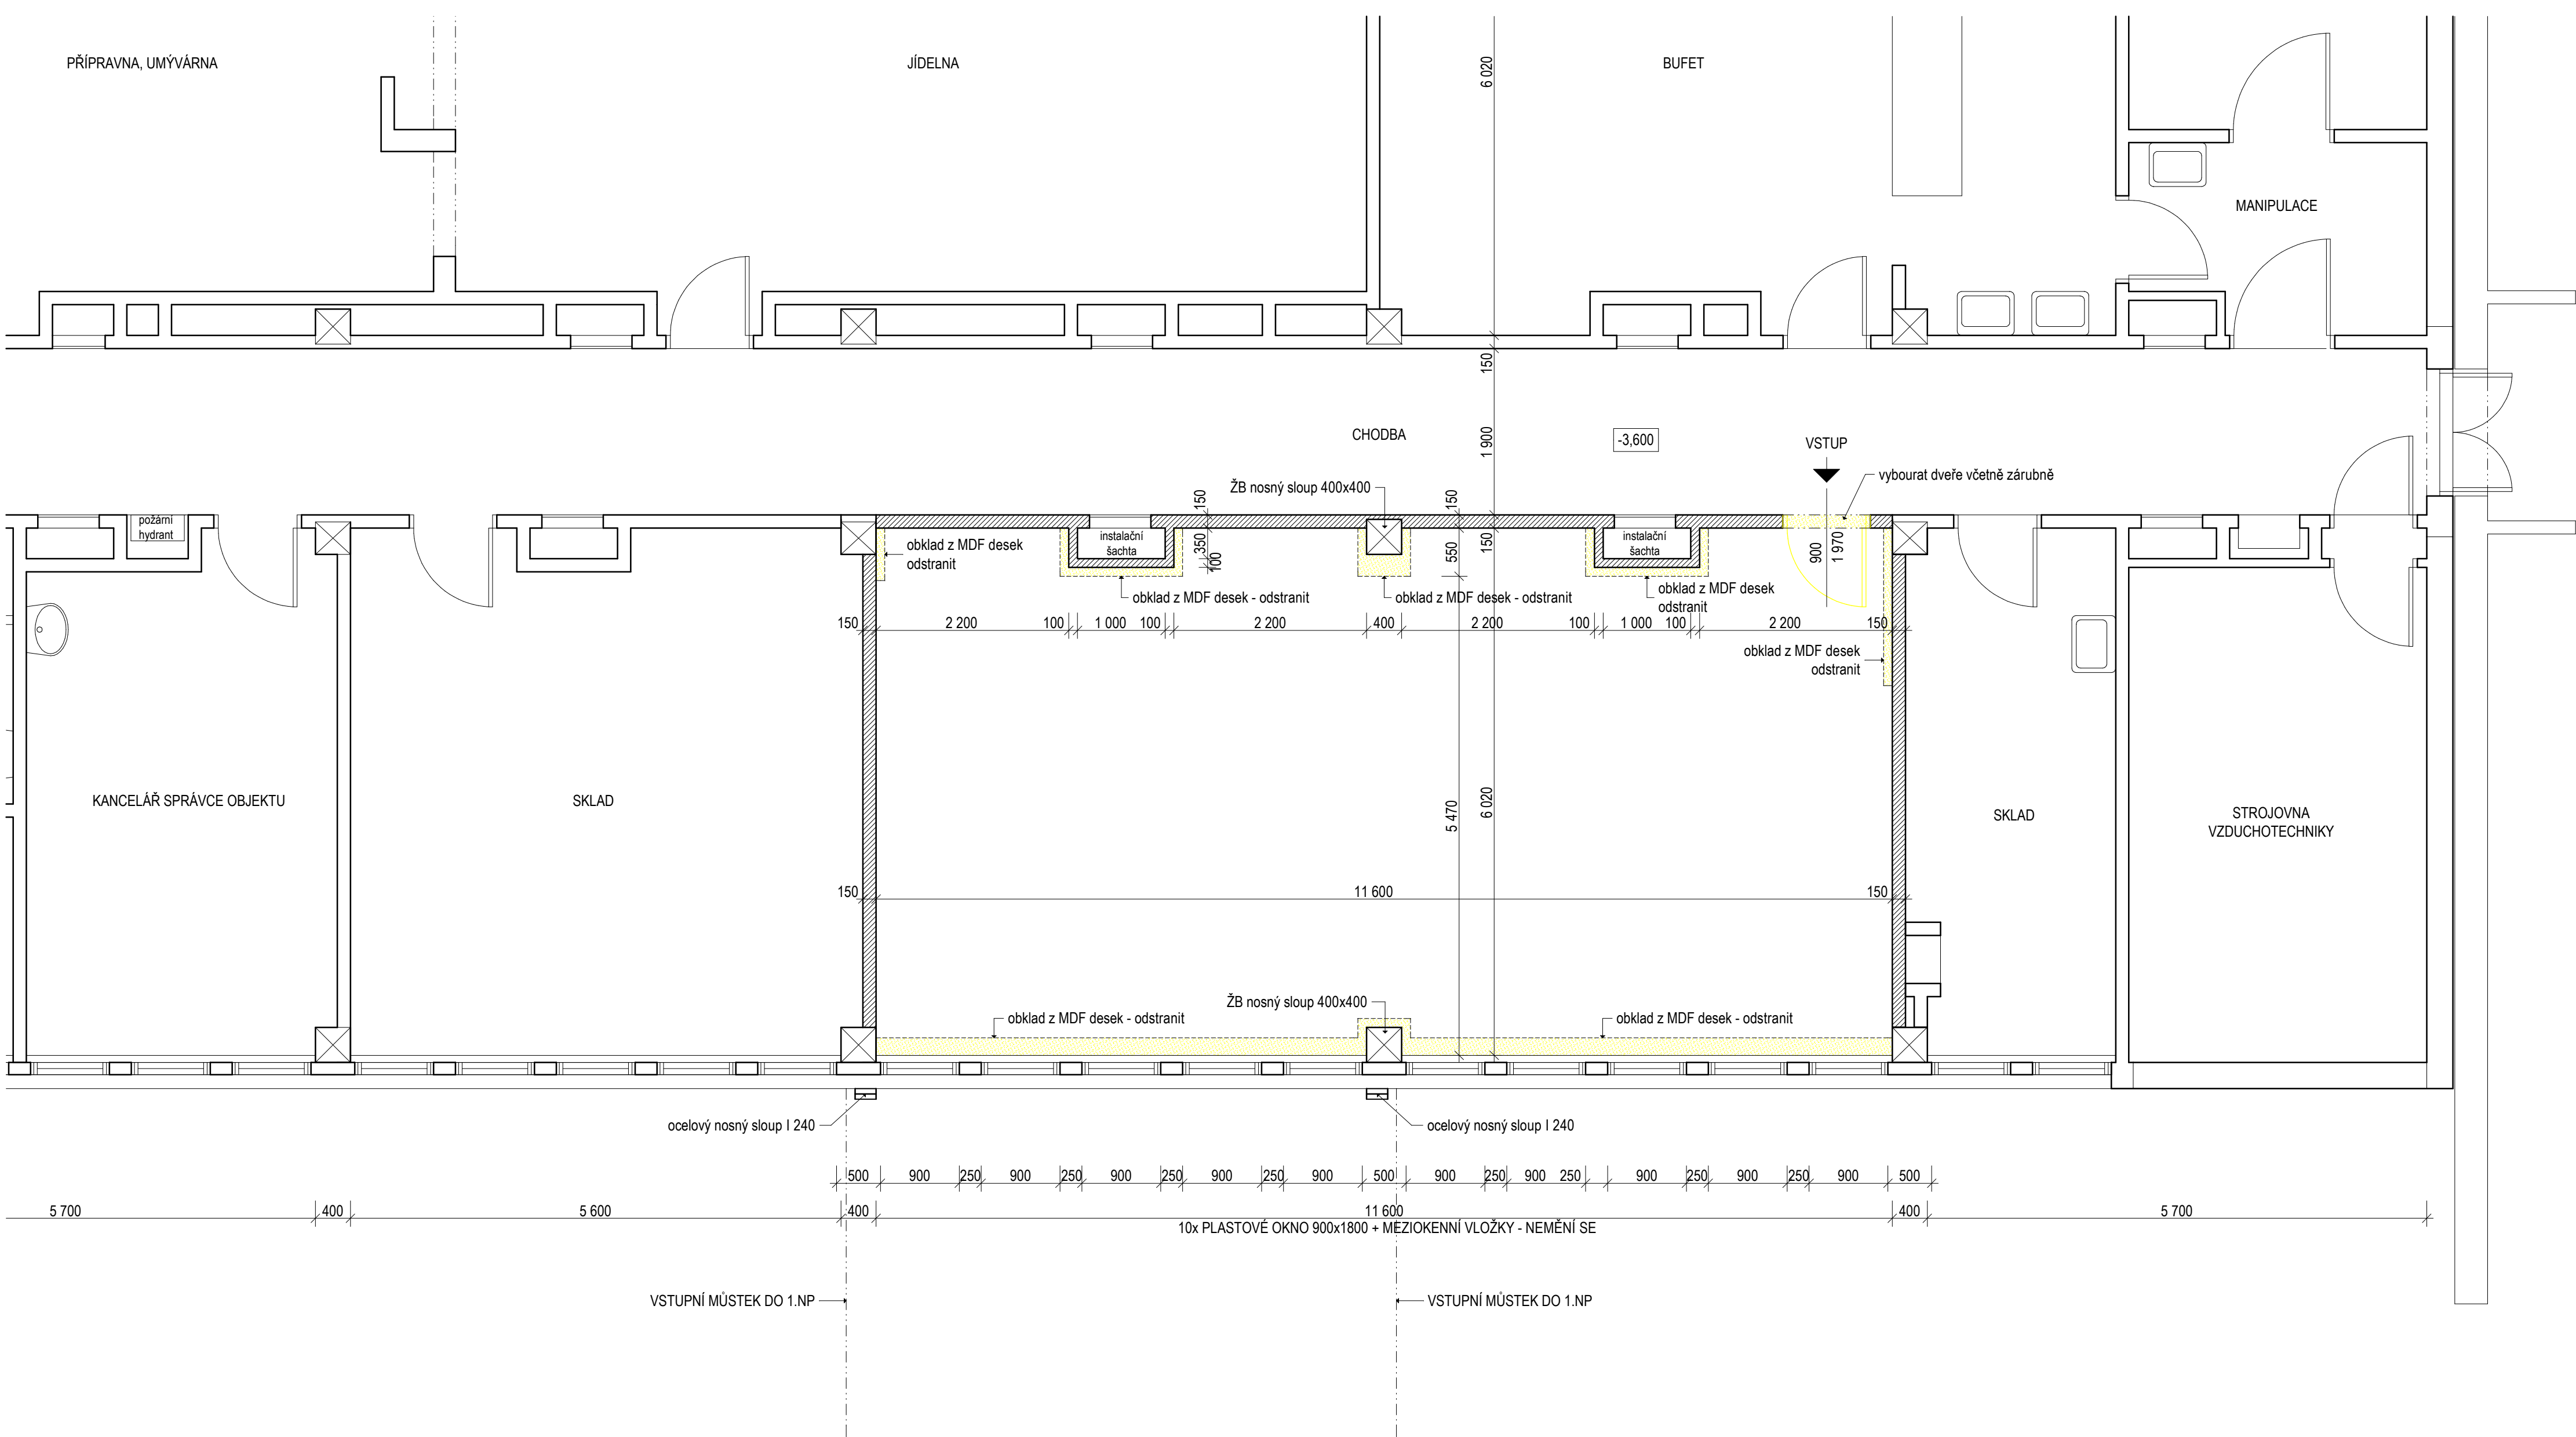 PŘÍPRAVNA, UMÝVÁRNA
JÍDELNA
BUFET
6 020
MANIPULACE
150
CHODBA
-3,600
1 900
VSTUP
vybourat dveře včetně zárubně
ŽB nosný sloup 400x400
150
150
požární
hydrant
instalační
šachta
instalační
šachta
obklad z MDF desek
odstranit
350
100
550
150
900
1 970
obklad z MDF desek - odstranit
obklad z MDF desek - odstranit
obklad z MDF desek
odstranit
150
2 200
100
1 000
100
2 200
400
2 200
100
1 000
100
2 200
150
obklad z MDF desek
odstranit
KANCELÁŘ SPRÁVCE OBJEKTU
SKLAD
5 470
6 020
SKLAD
STROJOVNA
VZDUCHOTECHNIKY
150
11 600
150
ŽB nosný sloup 400x400
obklad z MDF desek - odstranit
obklad z MDF desek - odstranit
ocelový nosný sloup I 240
ocelový nosný sloup I 240
500
900
250
900
250
900
250
900
250
900
500
900
250
900
250
900
250
900
250
900
500
5 700
400
5 600
400
11 600
400
5 700
10x PLASTOVÉ OKNO 900x1800 + MEZIOKENNÍ VLOŽKY - NEMĚNÍ SE
VSTUPNÍ MŮSTEK DO 1.NP
VSTUPNÍ MŮSTEK DO 1.NP